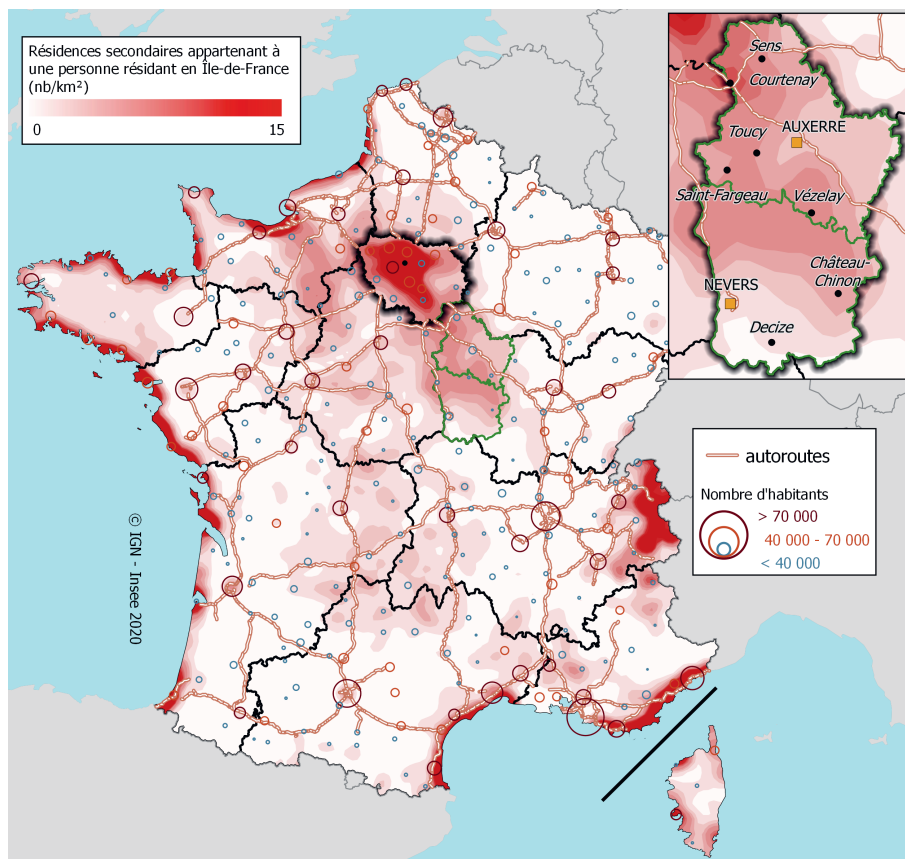 Résidences secondaires appartenant à
une personne résidant en Île-de-France
(nb/km²)
0
15
Sens
Courtenay
Toucy
AUXERRE
Saint-Fargeau
Vézelay
Château-
Chinon
NEVERS
Decize
autoroutes
Nombre d'habitants
> 70 000
40 000 - 70 000
< 40 000
© IGN - Insee 2020